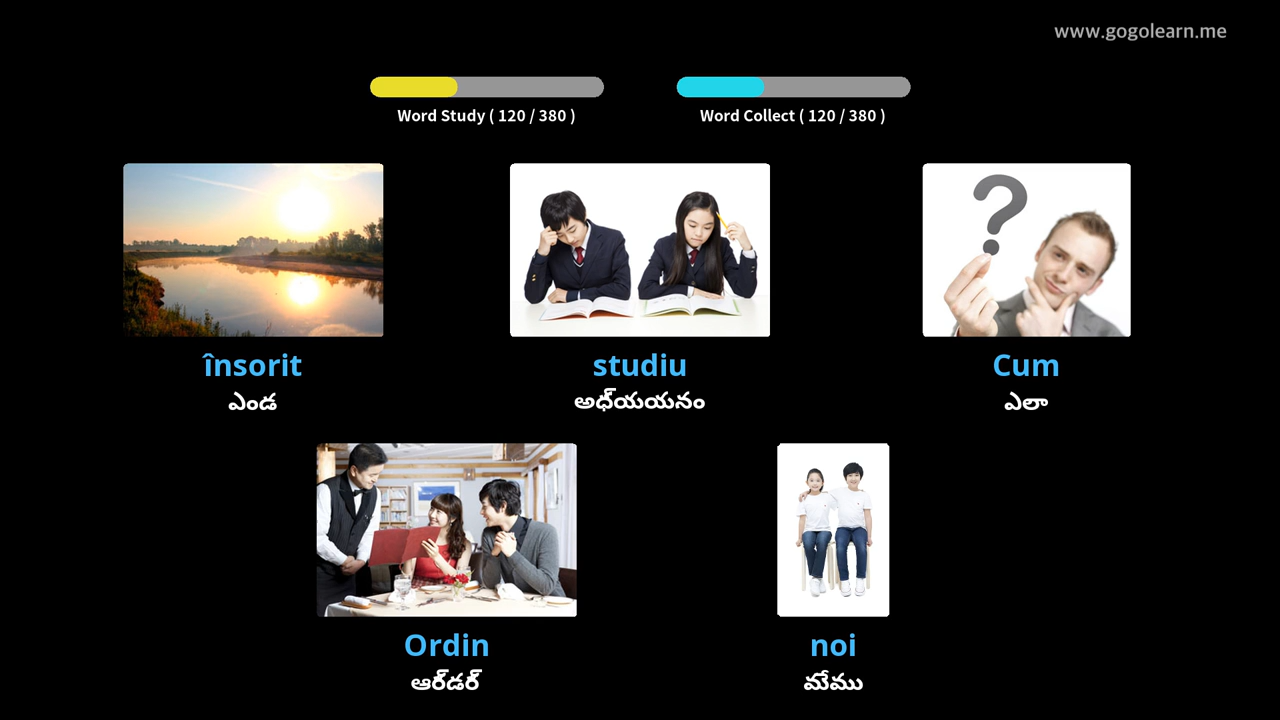 www.gogolearn.me
Word Study ( 120 / 380 )
Word Collect ( 120 / 380 )
însorit
ఎండ
studiu
అధ్యయనం
Cum
ఎలా
Ordin
ఆర్డర్
noi
మేము